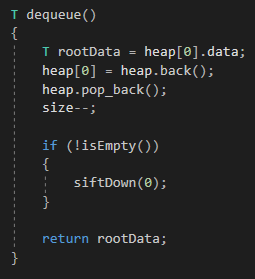 T dequeue()
{
    T rootData = heap[0].data;
    heap[0] = heap.back();
    heap.pop_back();
    size--;

    if (!isEmpty())
    {
        siftDown(0);
    }

    return rootData;
}